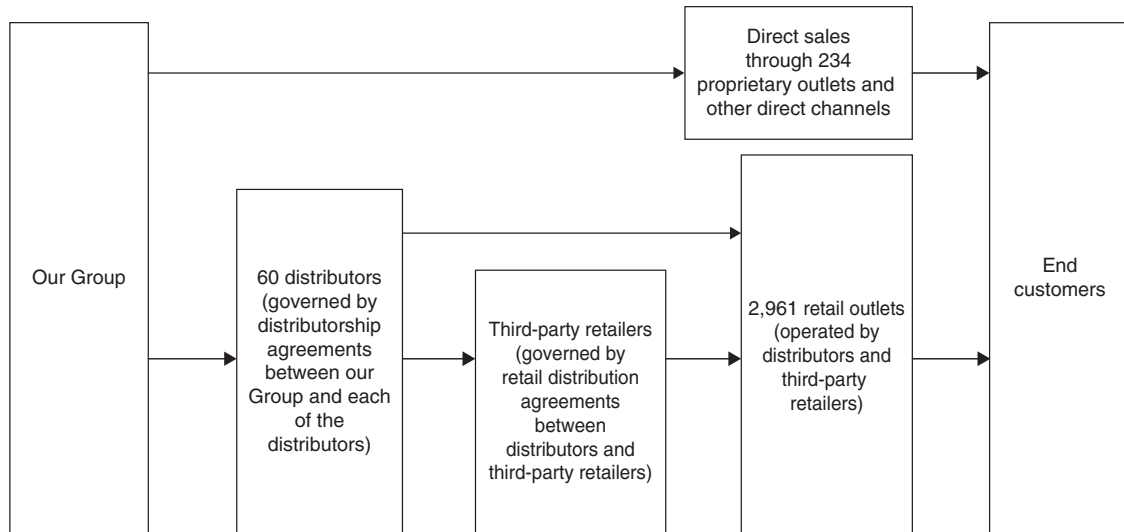 Our Group
Direct sales
through 234
proprietary outlets and
other direct channels
60 distributors
(governed by
distributorship
agreements
between our
Group and each
of the
distributors)
Third-party retailers
(governed by
retail distribution
agreements
between
distributors and
third-party retailers)
2,961 retail outlets
(operated by
distributors and
third-party
retailers)
End
customers